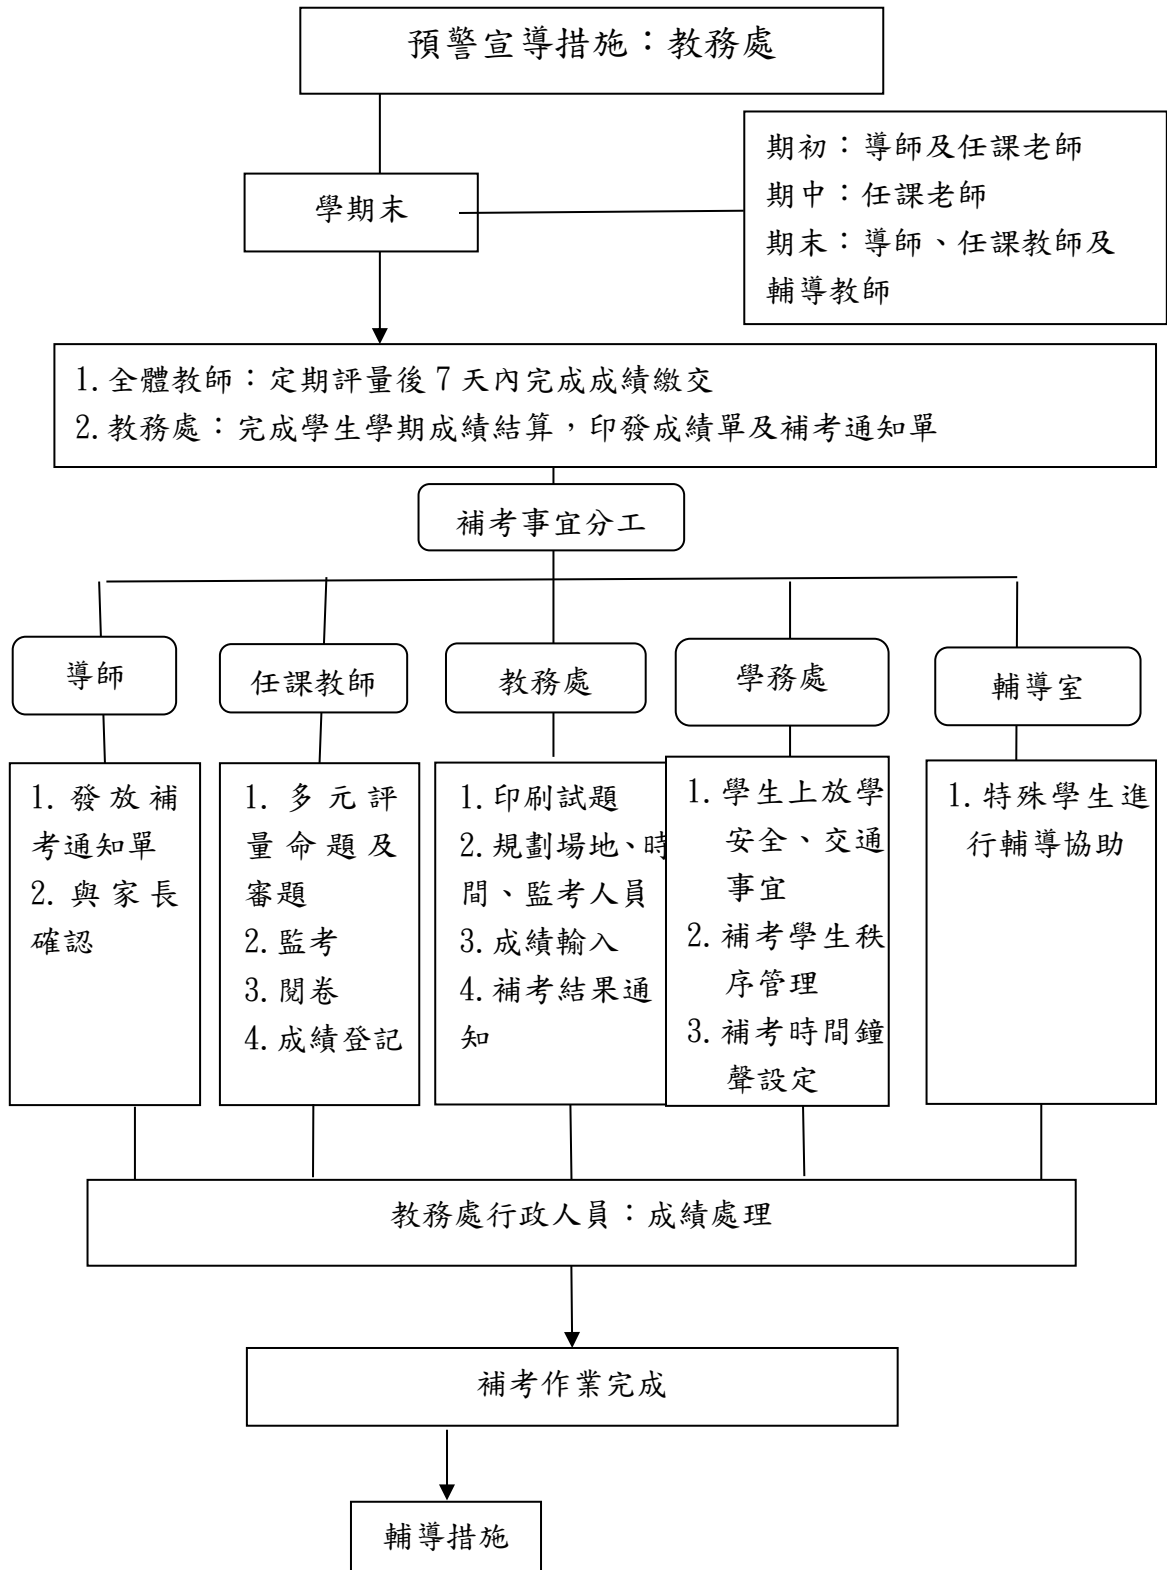 預警宣導措施：教務處
期初：導師及任課老師
期中：任課老師
期末：導師、任課教師及
輔導教師
學期末
1.全體教師：定期評量後 7 天內完成成績繳交
2.教務處：完成學生學期成績結算，印發成績單及補考通知單
補考事宜分工
導師
任課教師
教務處
學務處
輔導室
1. 發放補
考通知單
2. 與家長
確認
1. 多元評
量命題及
審題
2.監考
3.閱卷
4.成績登記
1.印刷試題
2.規劃場地、時
間、監考人員
3.成績輸入
4.補考結果通
知
1.學生上放學
安全、交通
事宜
2.補考學生秩
序管理
3.補考時間鐘
聲設定
1.特殊學生進
行輔導協助
教務處行政人員：成績處理
補考作業完成
輔導措施